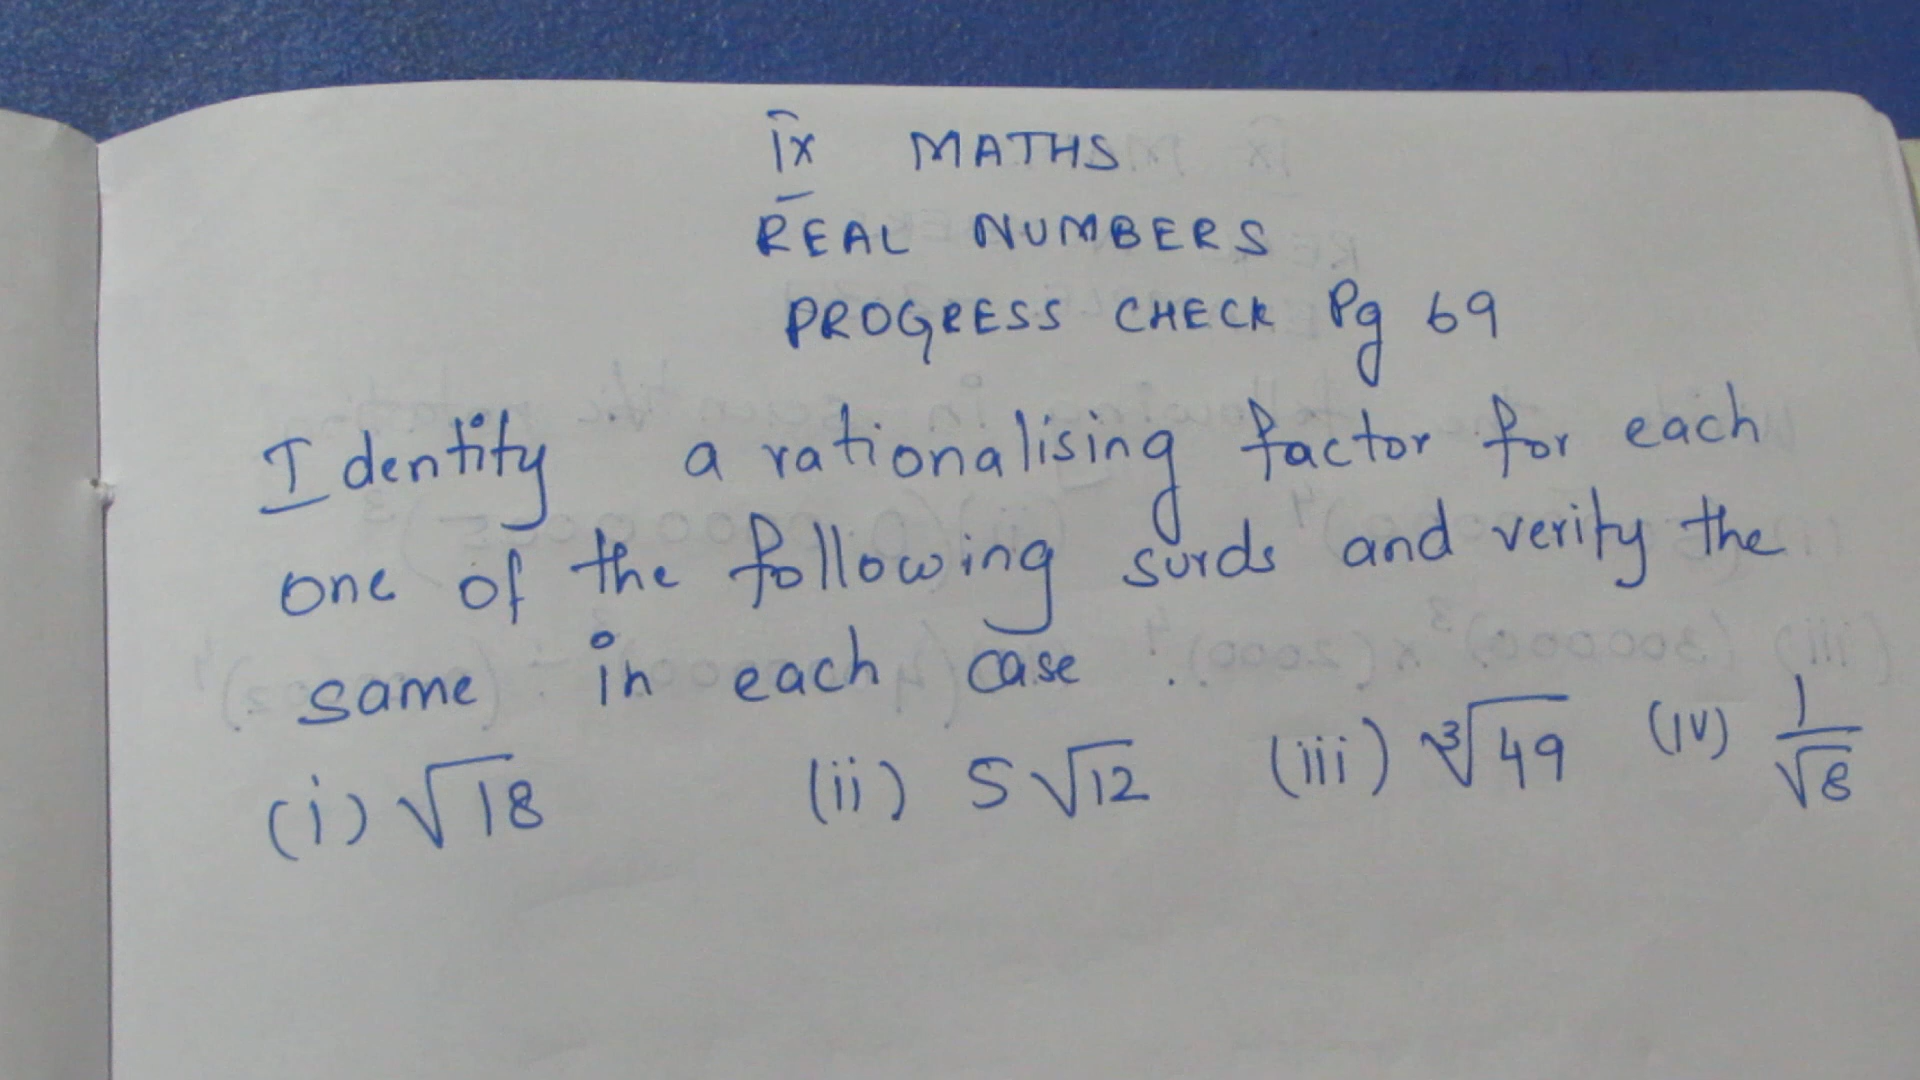 IX MATHS
REAL NUMBERS
PROGRESS CHECK Pg 69
Identify a rationalising factor for each
one of the following surds and verify the
same in each case.
(i) √18 (ii) 5√12 (iii) ∛49 (iv) 1/√8